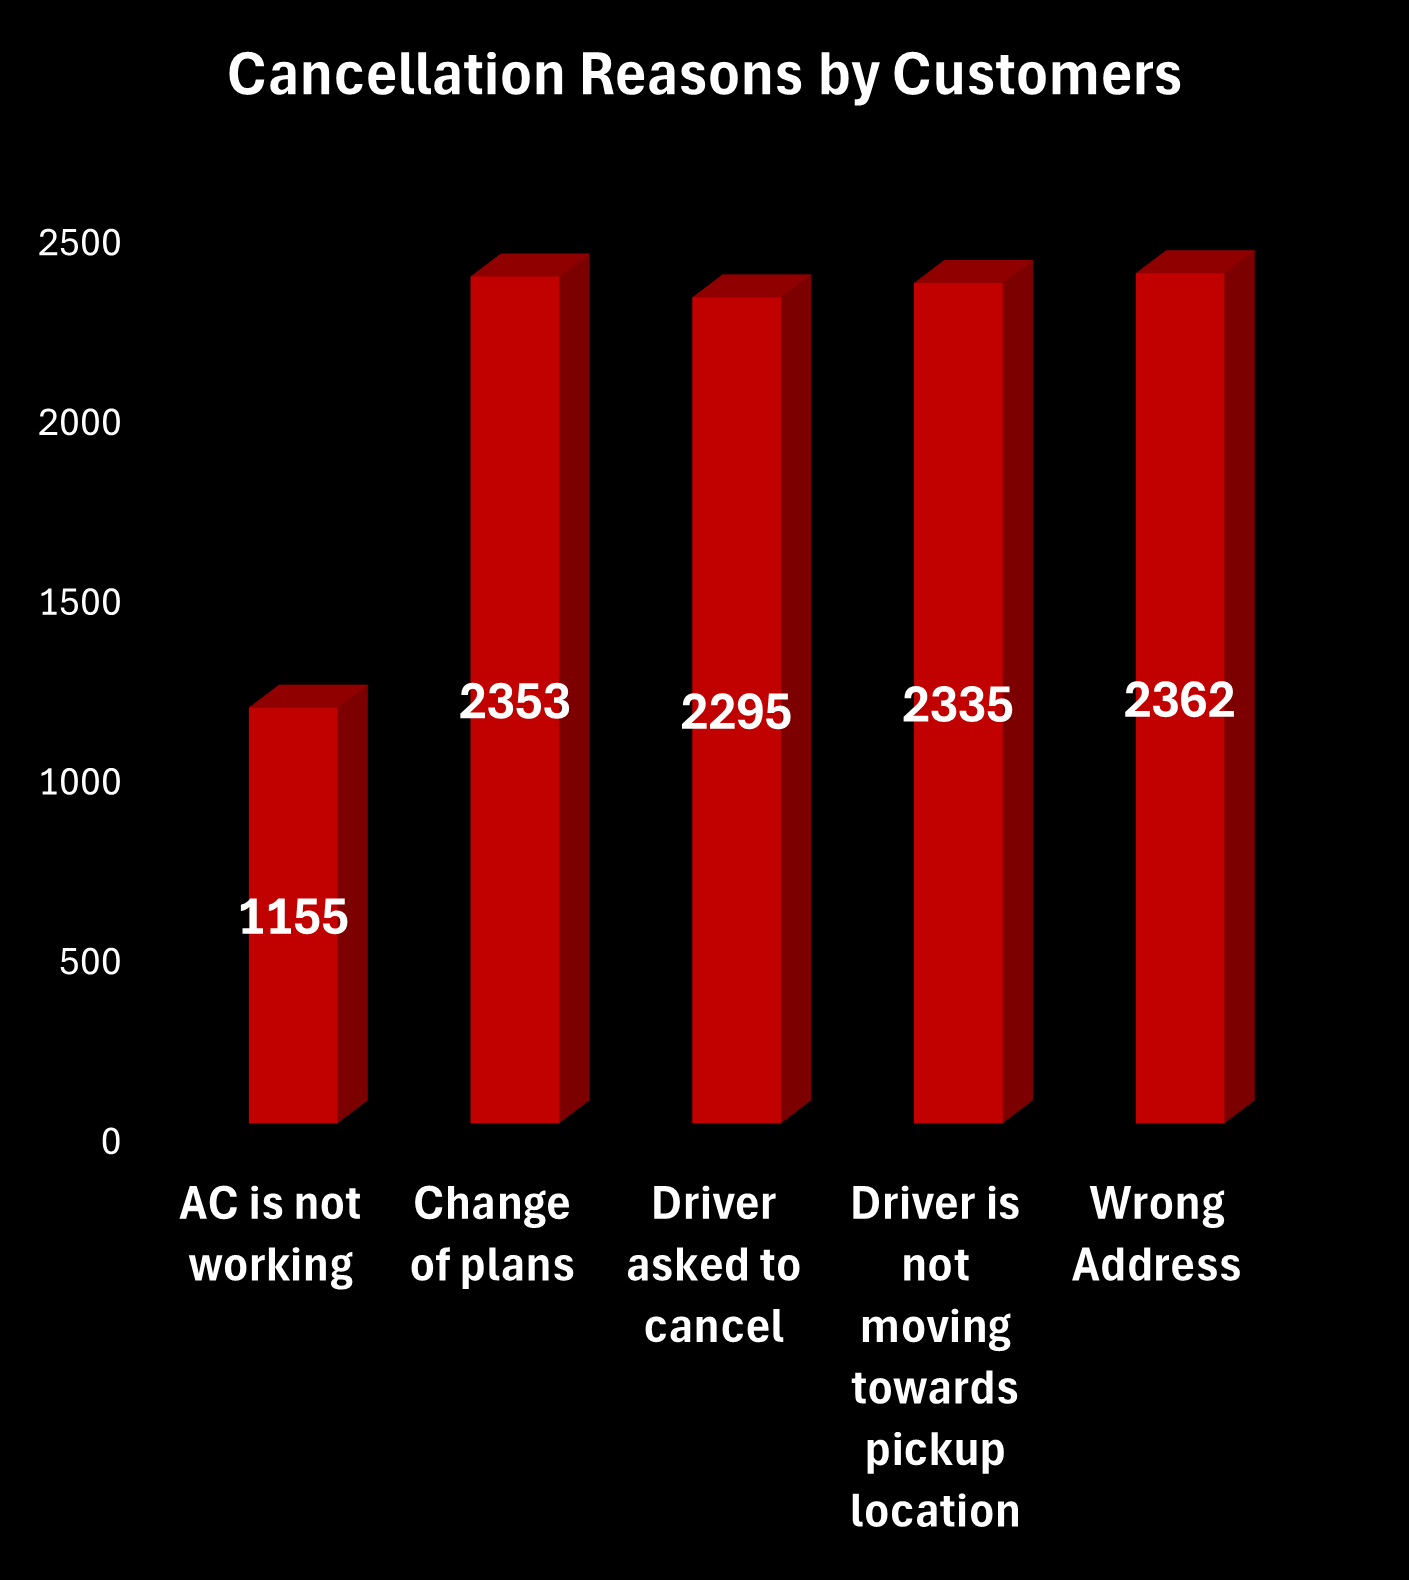 Cancellation Reasons by Customers
2500
2000
1500
1000
500
0
1155
2353
2295
2335
2362
AC is not
working
Change
of plans
Driver
asked to
cancel
Driver is
not
moving
towards
pickup
location
Wrong
Address